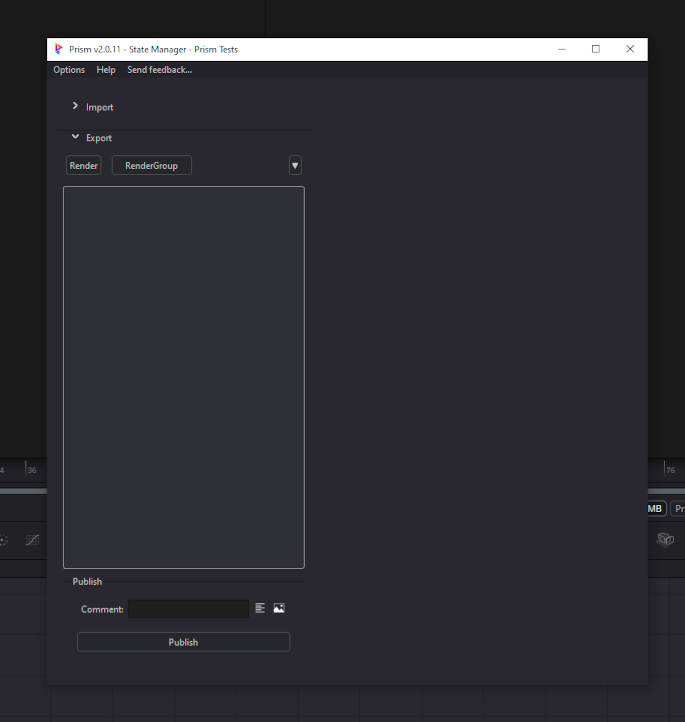 Prism v2.0.11 - State Manager - Prism Tests
Options Help Send feedback...
Import
Export
Render RenderGroup
4 36 76
MB Pr
Publish
Comment:
Publish